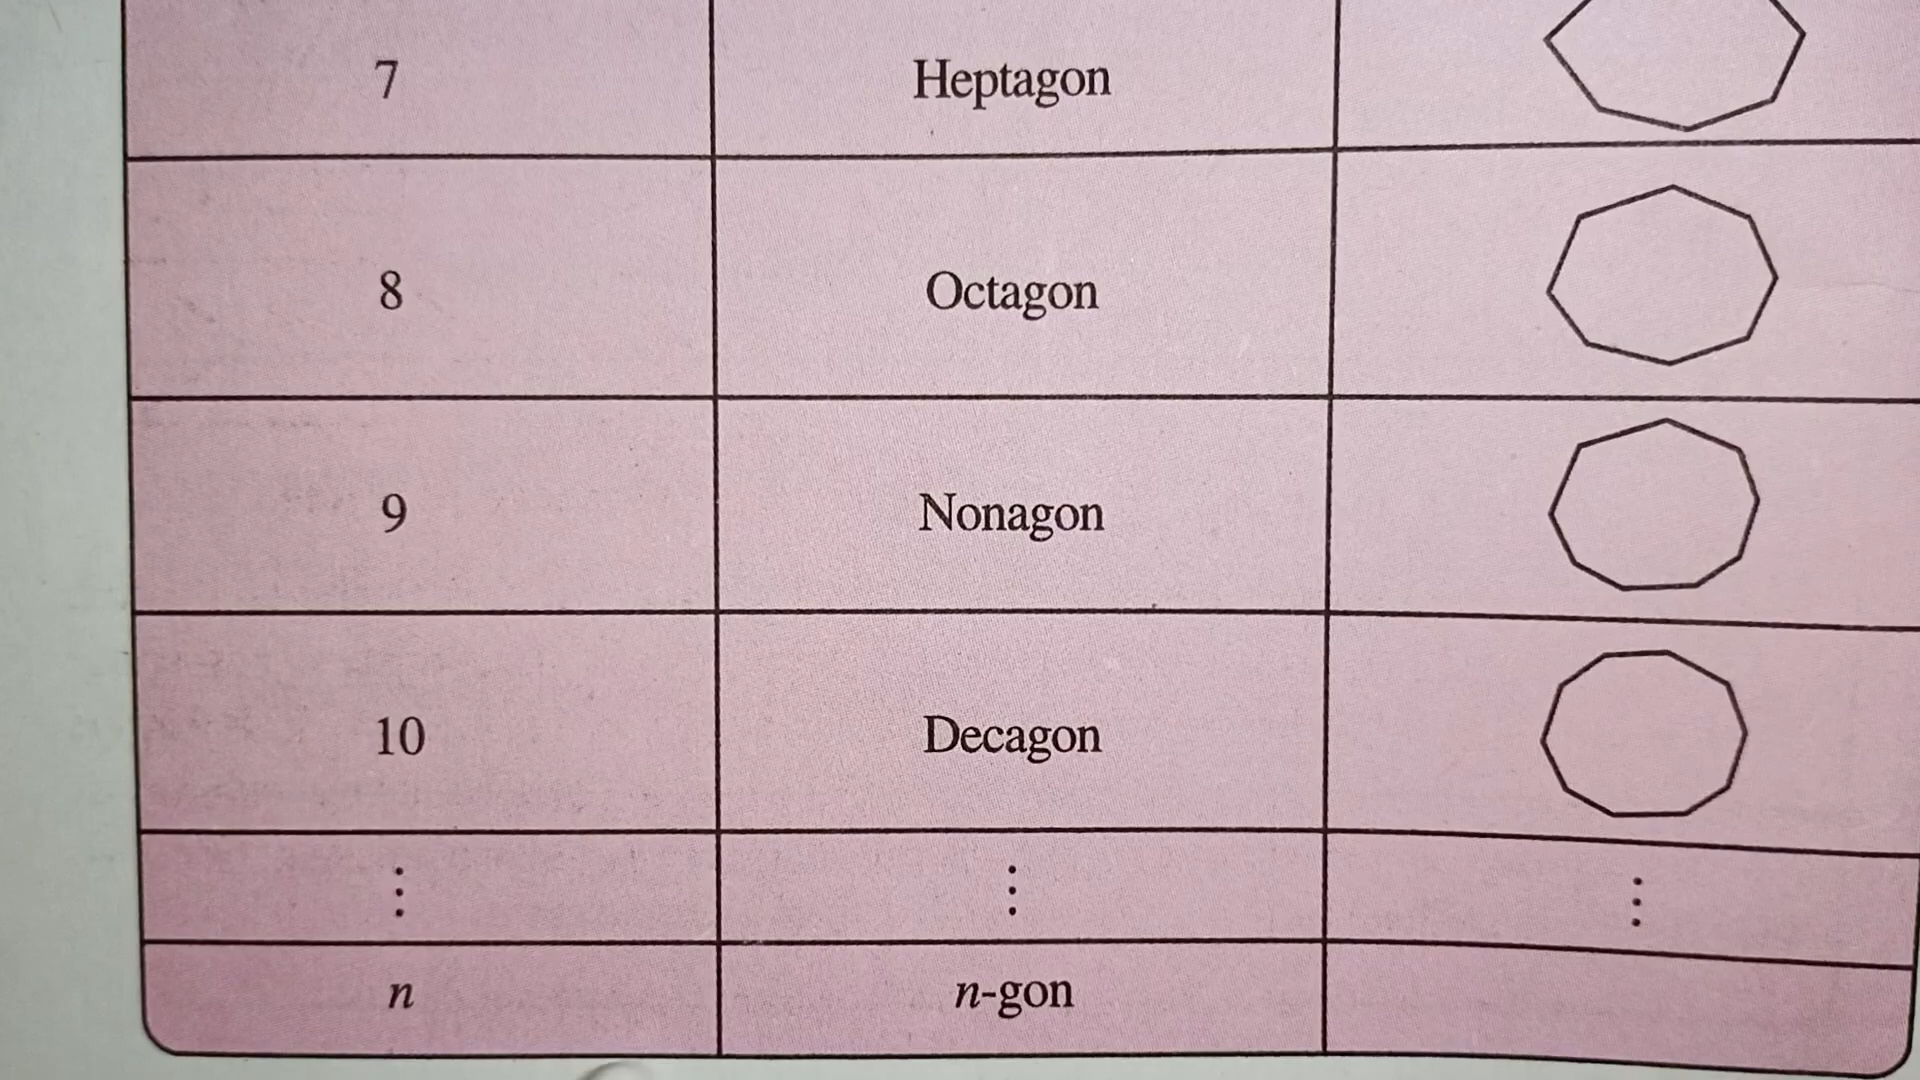 7 Heptagon
8 Octagon
9 Nonagon
10 Decagon
⋮ ⋮ ⋮
n n-gon